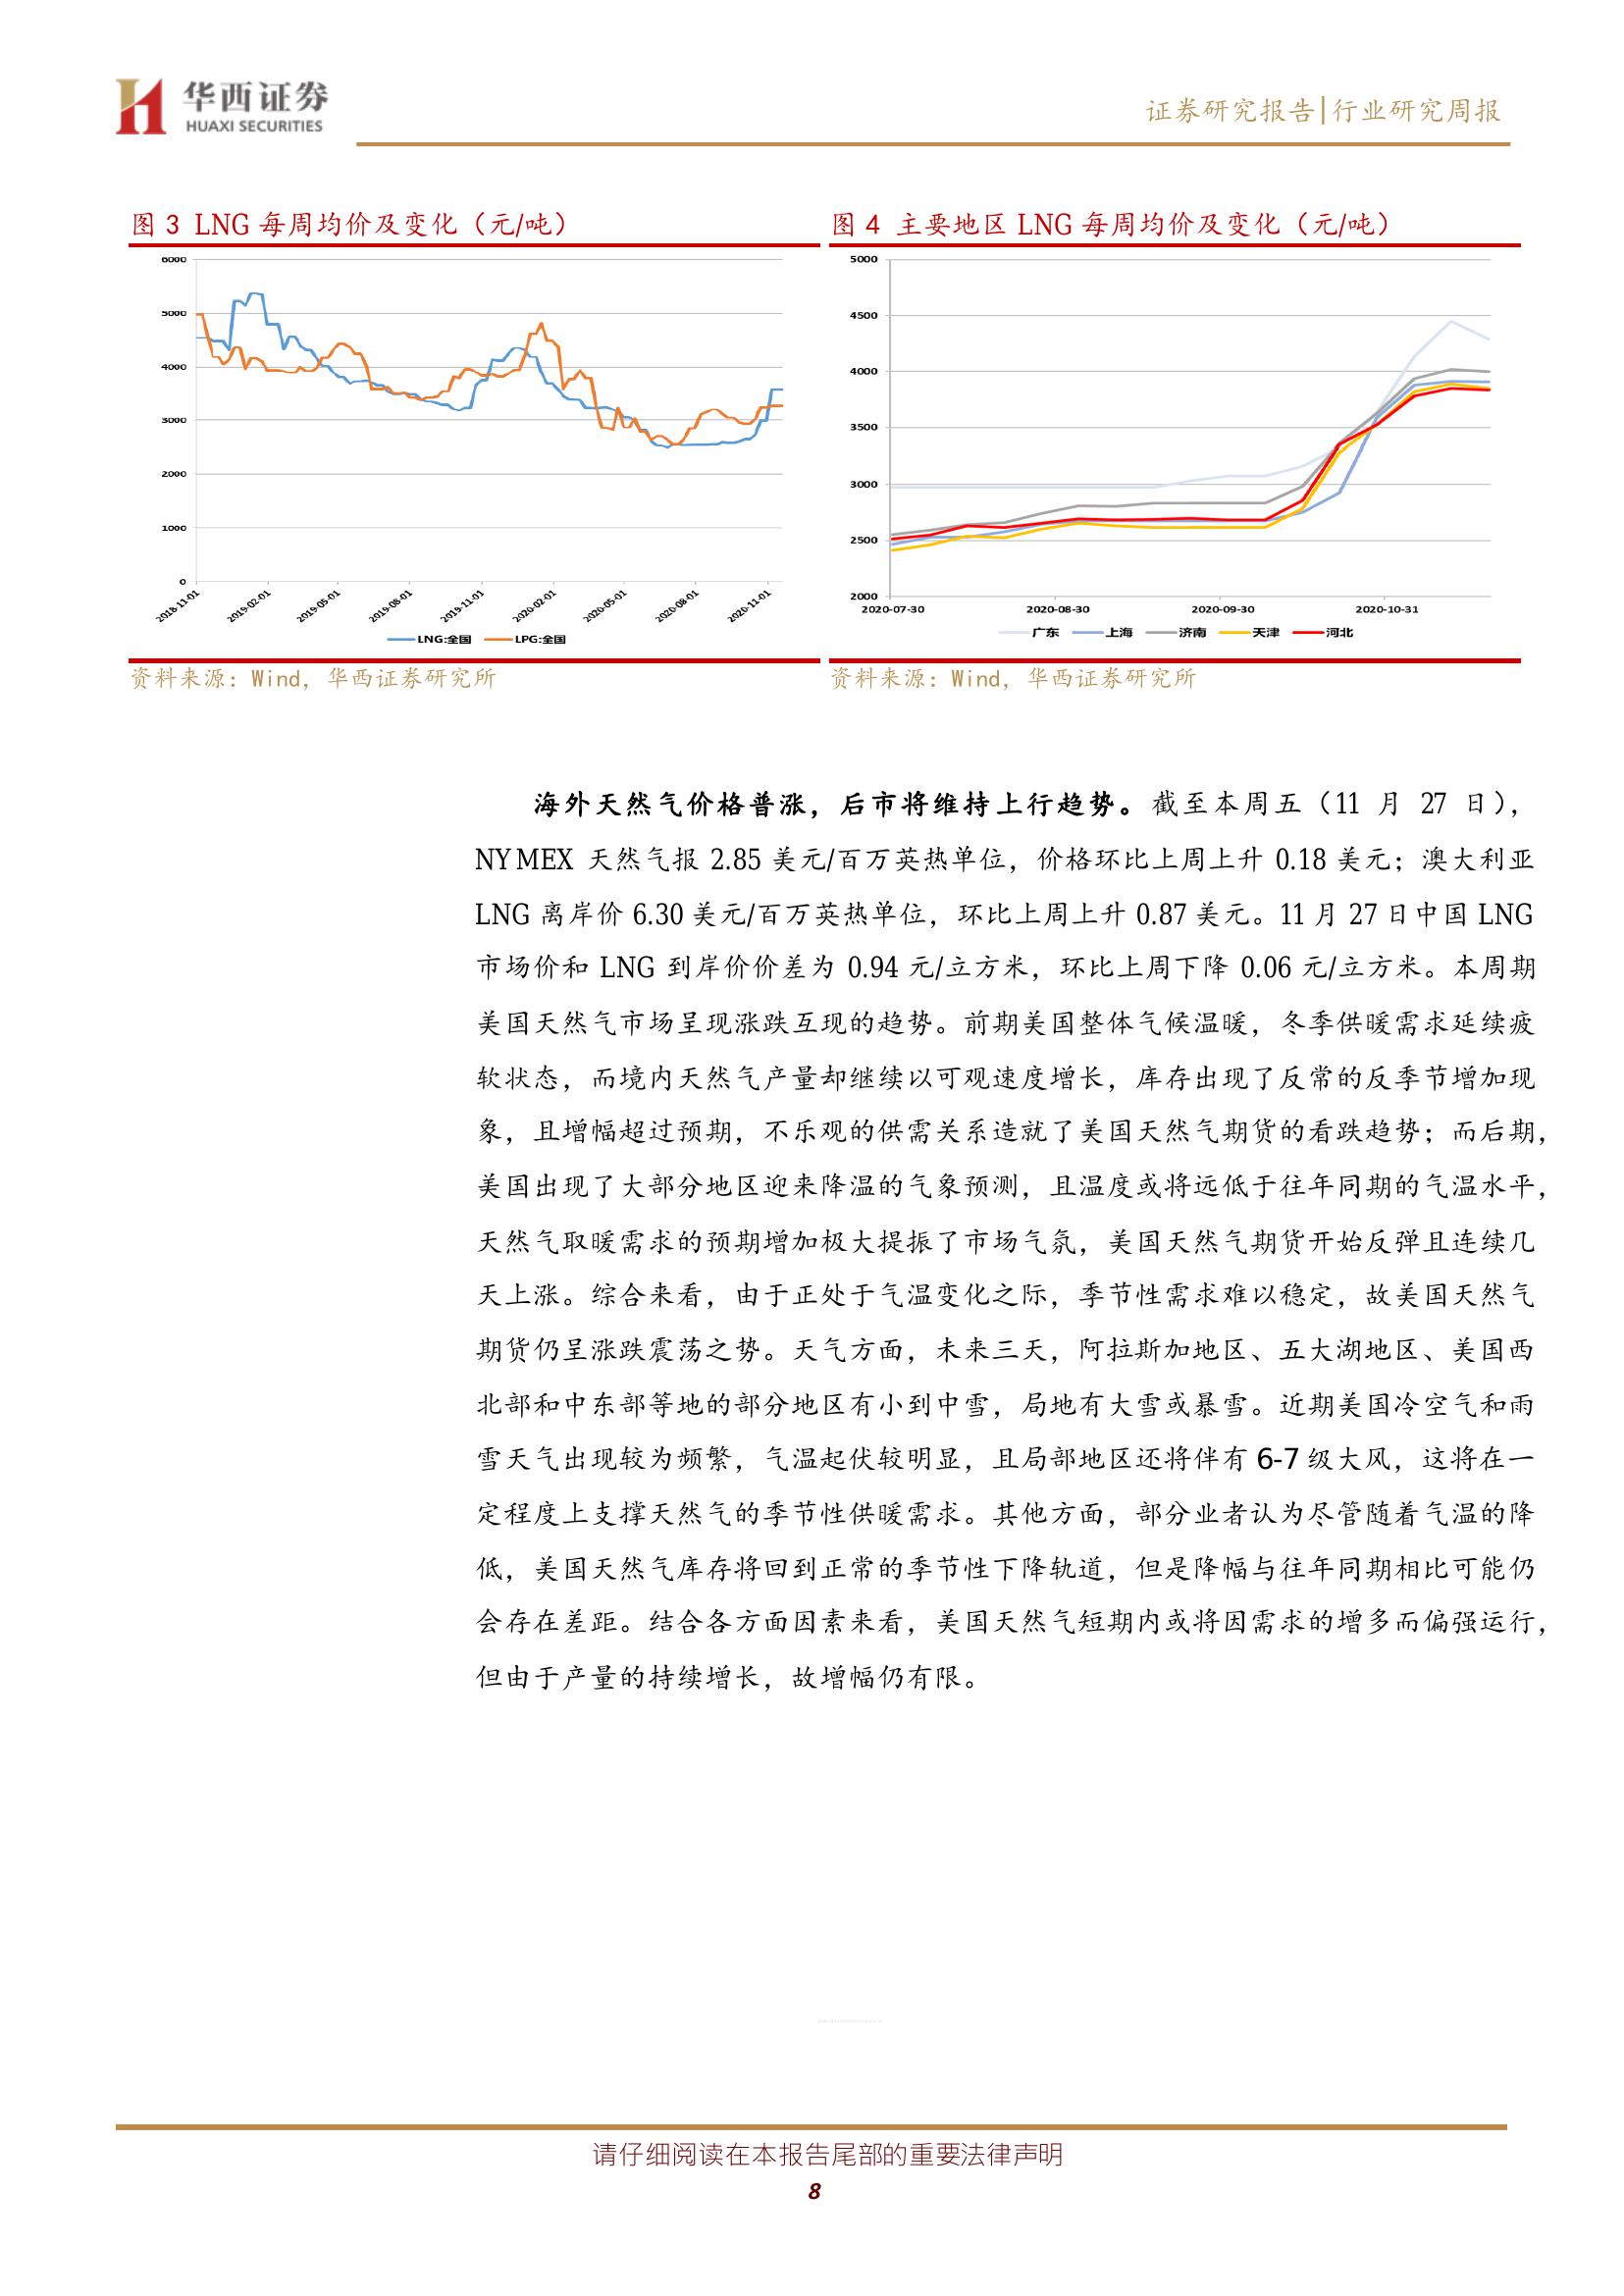 华西证券
HUAXI SECURITIES
证券研究报告|行业研究周报
图 3 LNG 每周均价及变化（元/吨）
6000
5000
4000
3000
2000
1000
0
2018-11-01
2019-02-01
2019-05-01
2019-08-01
2019-11-01
2020-02-01
2020-05-01
2020-08-01
2020-11-01
LNG:全国 LPG:全国
资料来源：Wind，华西证券研究所
图 4 主要地区 LNG 每周均价及变化（元/吨）
5000
4500
4000
3500
3000
2500
2000
2020-07-30 2020-08-30 2020-09-30 2020-10-31
广东 上海 济南 天津 河北
资料来源：Wind，华西证券研究所
海外天然气价格普涨，后市将维持上行趋势。截至本周五（11 月 27 日），
NYMEX 天然气报 2.85 美元/百万英热单位，价格环比上周上升 0.18 美元；澳大利亚
LNG 离岸价 6.30 美元/百万英热单位，环比上周上升 0.87 美元。11 月 27 日中国 LNG
市场价和 LNG 到岸价价差为 0.94 元/立方米，环比上周下降 0.06 元/立方米。本周期
美国天然气市场呈现涨跌互现的趋势。前期美国整体气候温暖，冬季供暖需求延续疲
软状态，而境内天然气产量却继续以可观速度增长，库存出现了反常的反季节增加现
象，且增幅超过预期，不乐观的供需关系造就了美国天然气期货的看跌趋势；而后期，
美国出现了大部分地区迎来降温的气象预测，且温度或将远低于往年同期的气温水平，
天然气取暖需求的预期增加极大提振了市场气氛，美国天然气期货开始反弹且连续几
天上涨。综合来看，由于正处于气温变化之际，季节性需求难以稳定，故美国天然气
期货仍呈涨跌震荡之势。天气方面，未来三天，阿拉斯加地区、五大湖地区、美国西
北部和中东部等地的部分地区有小到中雪，局地有大雪或暴雪。近期美国冷空气和雨
雪天气出现较为频繁，气温起伏较明显，且局部地区还将伴有 6-7 级大风，这将在一
定程度上支撑天然气的季节性供暖需求。其他方面，部分业者认为尽管随着气温的降
低，美国天然气库存将回到正常的季节性下降轨道，但是降幅与往年同期相比可能仍
会存在差距。结合各方面因素来看，美国天然气短期内或将因需求的增多而偏强运行，
但由于产量的持续增长，故增幅仍有限。
请仔细阅读在本报告尾部的重要法律声明
8